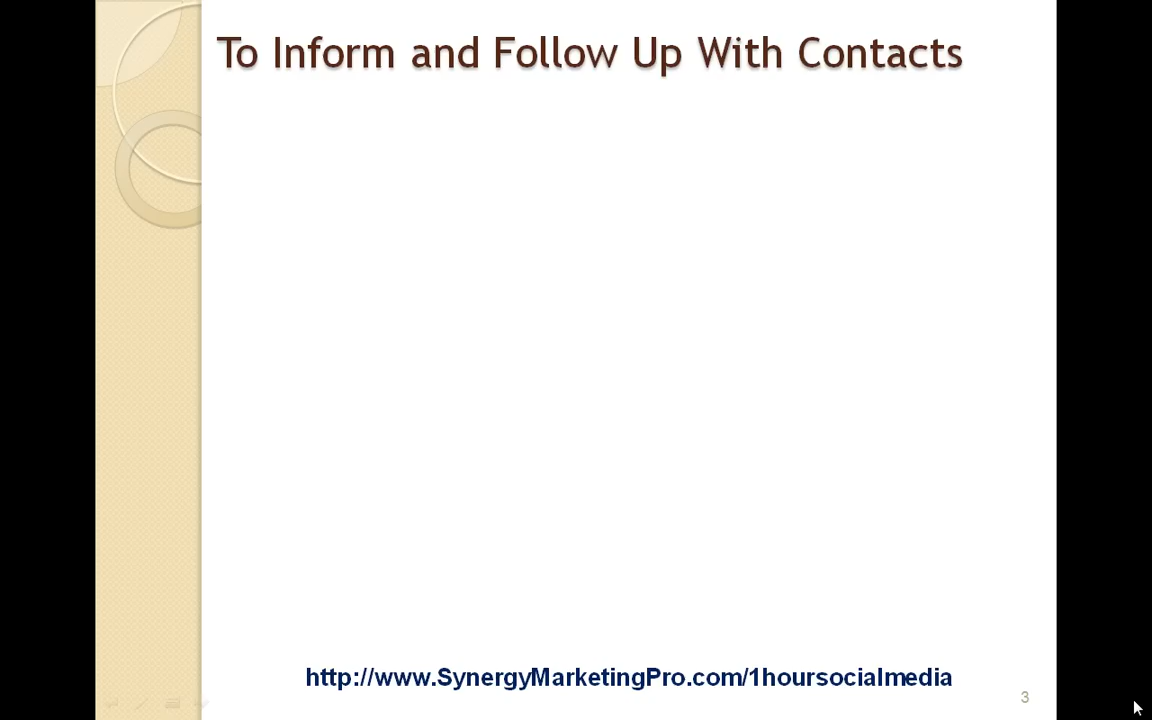 To Inform and Follow Up With Contacts
http://www.SynergyMarketingPro.com/1hoursocialmedia
3